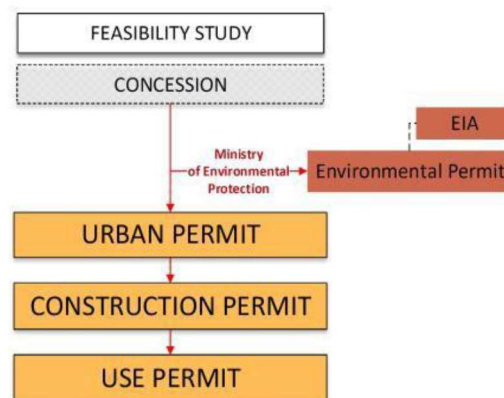 FEASIBILITY STUDY
CONCESSION
EIA
Ministry
of Environmental
Protection
Environmental Permit
URBAN PERMIT
CONSTRUCTION PERMIT
USE PERMIT